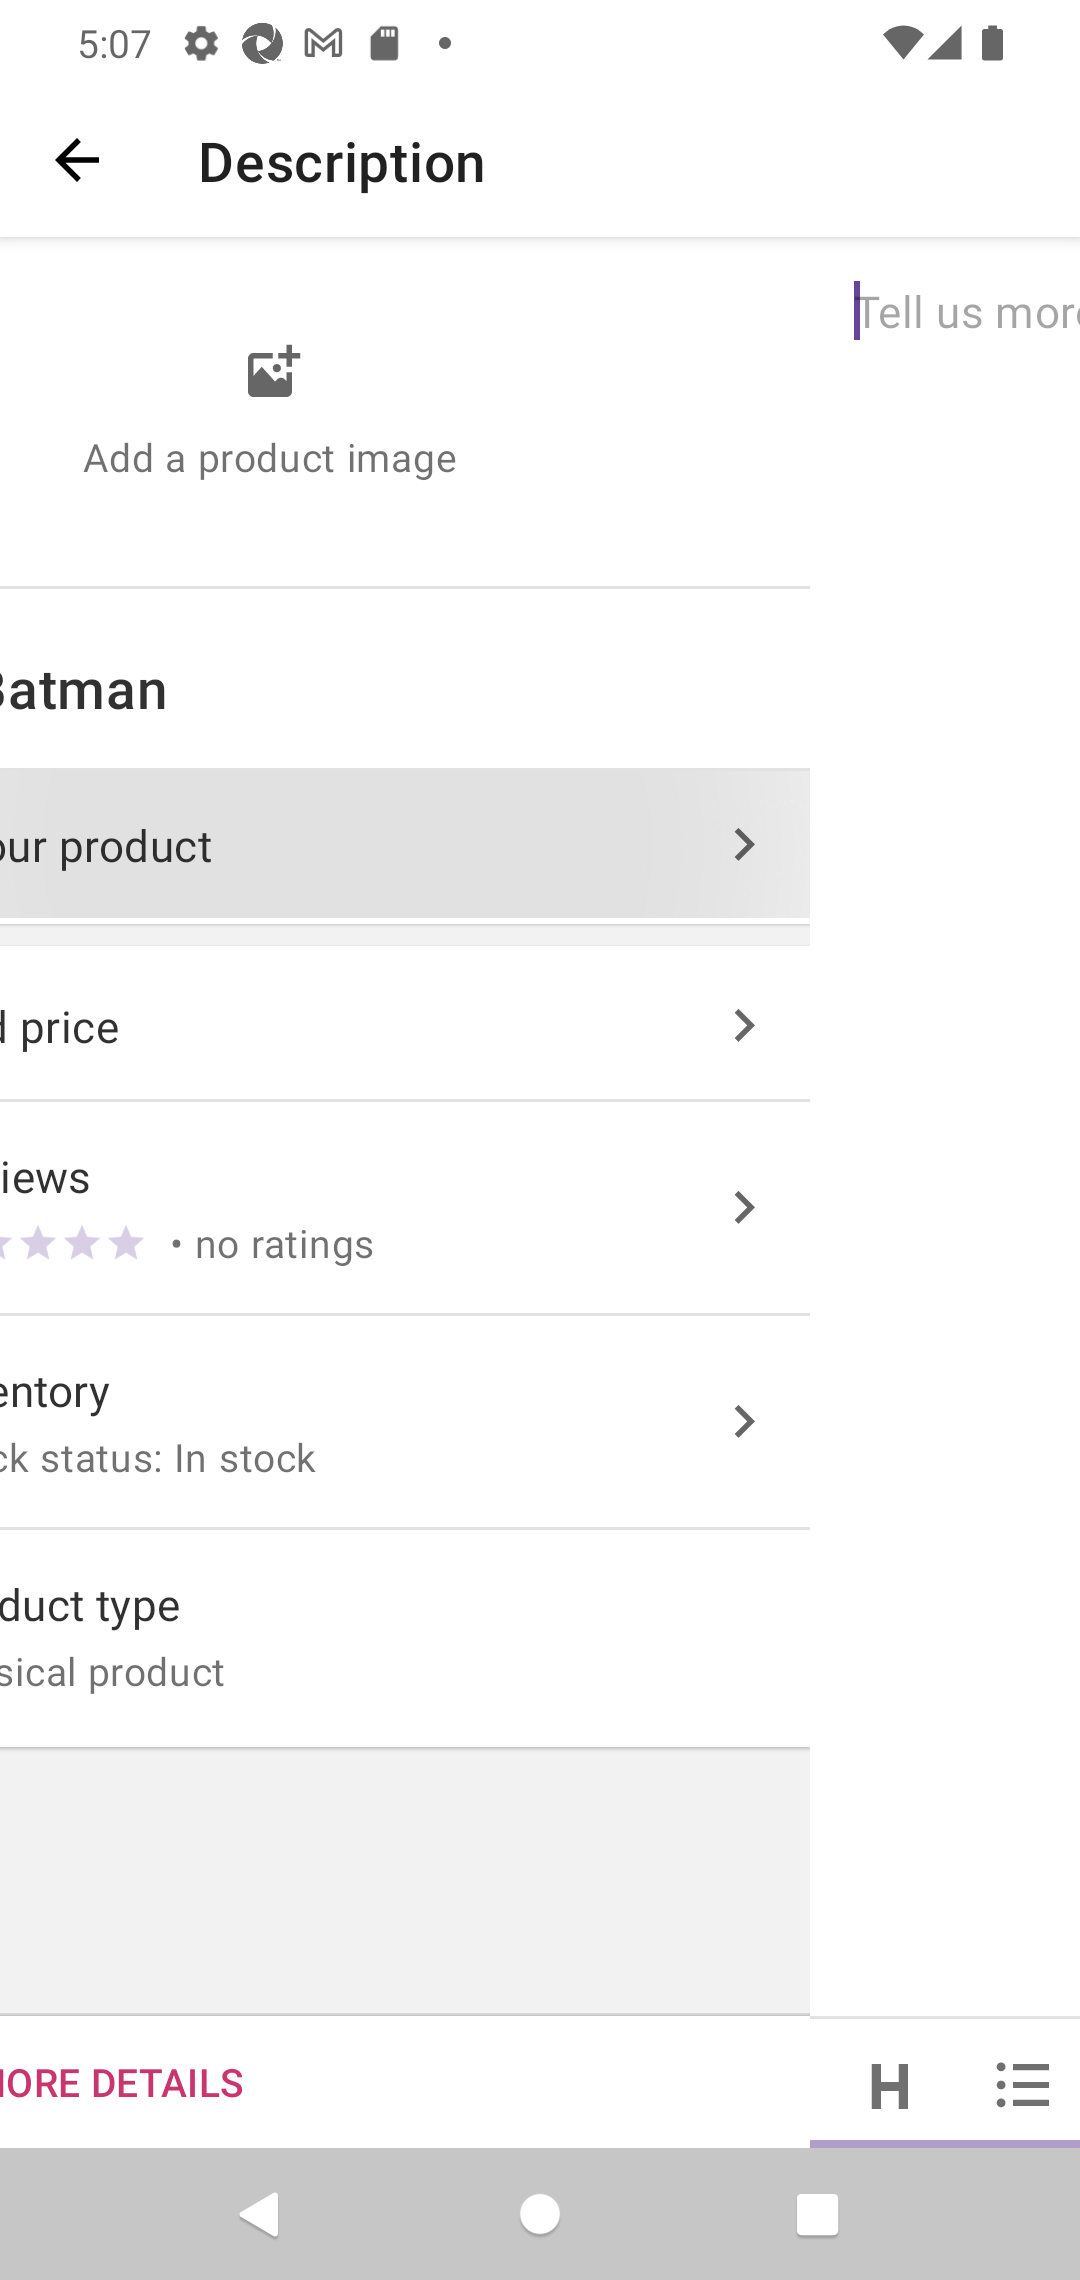 5:07
Description
Tell us more
Add a product image
Batman
our product
d price
iews
• no ratings
entory
ck status: In stock
duct type
sical product
MORE DETAILS
H